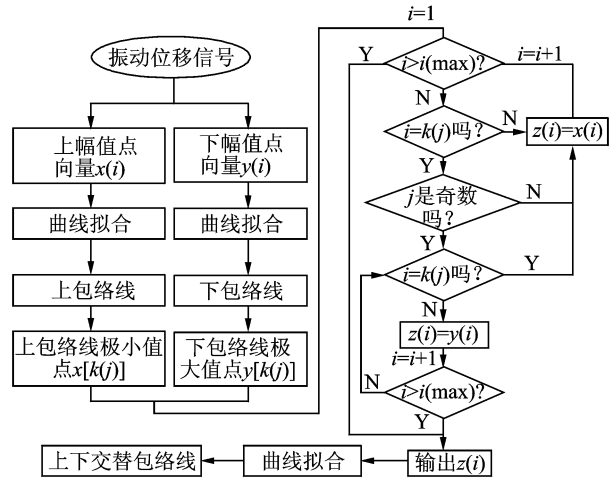 振动位移信号
上幅值点
向量x(i)
下幅值点
向量y(i)
曲线拟合
曲线拟合
上包络线
下包络线
上包络线极小值
点x[k(j)]
下包络线极
大值点y[k(j)]
i=1
i>i(max)?
Y
N
i=i+1
i=k(j)吗?
N
Y
z(i)=x(i)
j是奇数
吗?
N
Y
i=k(j)吗?
Y
N
z(i)=y(i)
i=i+1
i>i(max)?
N
Y
输出z(i)
曲线拟合
上下交替包络线